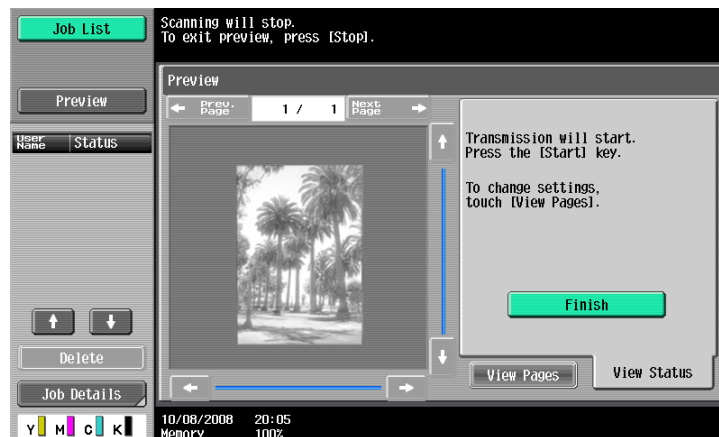 Job List
Scanning will stop.
To exit preview, press [Stop].
Preview
Preview
Prev. Page
1 / 1
Next Page
User Name
Status
Transmission will start.
Press the [Start] key.
To change settings,
touch [View Pages].
Finish
Delete
View Pages
View Status
Job Details
Y M C K
10/08/2008 20:05
Memory 100%